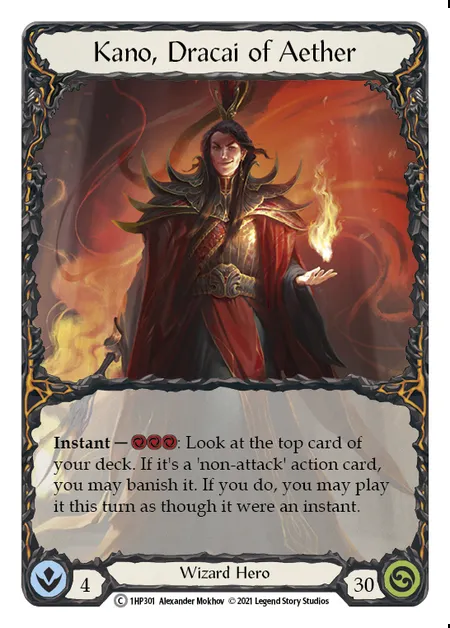 Kano, Dracai of Aether
Instant — : Look at the top card of
your deck. If it's a 'non-attack' action card,
you may banish it. If you do, you may play
it this turn as though it were an instant.
4
Wizard Hero
30
C 1HP301 Alexander Mokhov © 2021 Legend Story Studios